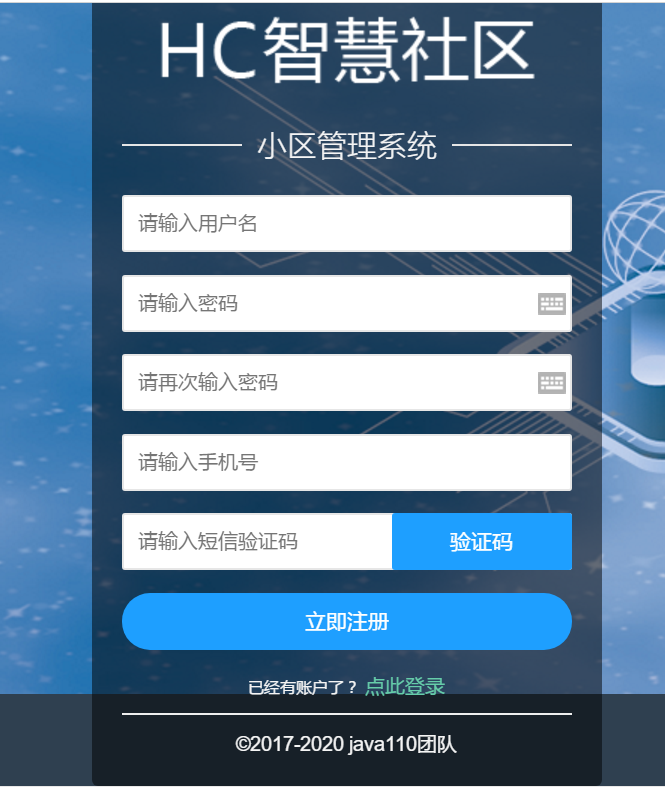 HC智慧社区
小区管理系统
请输入用户名
请输入密码
请再次输入密码
请输入手机号
请输入短信验证码
验证码
立即注册
已经有账户了？ 点此登录
©2017-2020 java110团队